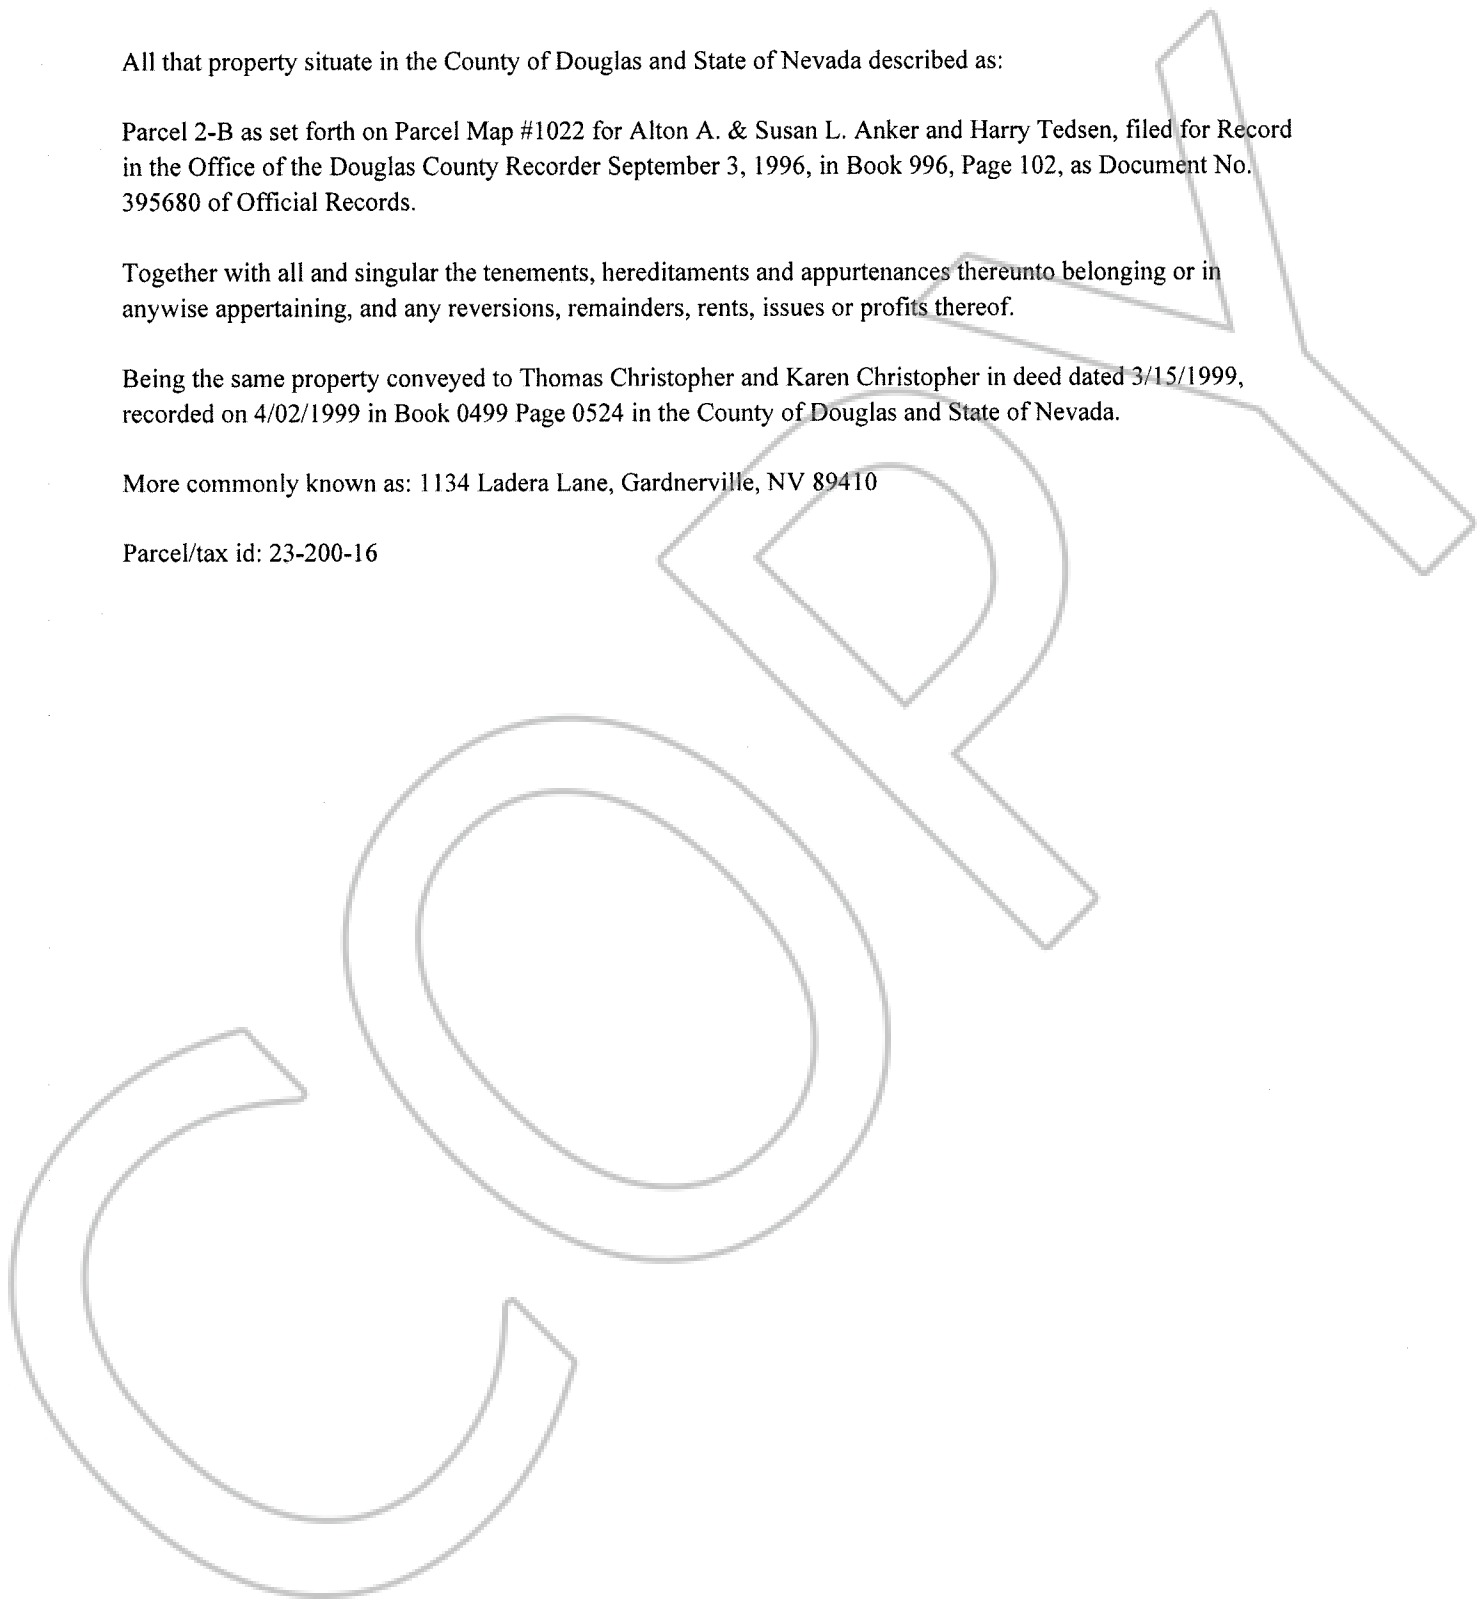 All that property situate in the County of Douglas and State of Nevada described as:
Parcel 2-B as set forth on Parcel Map #1022 for Alton A. & Susan L. Anker and Harry Tedsen, filed for Record
in the Office of the Douglas County Recorder September 3, 1996, in Book 996, Page 102, as Document No.
395680 of Official Records.
Together with all and singular the tenements, hereditaments and appurtenances thereunto belonging or in
anywise appertaining, and any reversions, remainders, rents, issues or profits thereof.
Being the same property conveyed to Thomas Christopher and Karen Christopher in deed dated 3/15/1999,
recorded on 4/02/1999 in Book 0499 Page 0524 in the County of Douglas and State of Nevada.
More commonly known as: 1134 Ladera Lane, Gardnerville, NV 89410
Parcel/tax id: 23-200-16
COPY